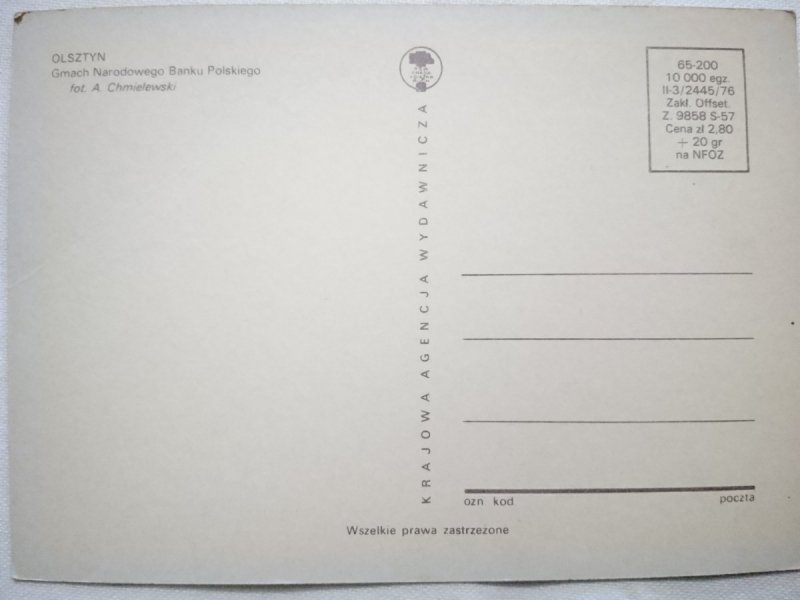 OLSZTYN
Gmach Narodowego Banku Polskiego
fot. A. Chmielewski
KRAJOWA AGENCJA WYDAWNICZA
65-200
10 000 egz.
II-3/2445/76
Zakł. Offset.
Z. 9858 S-57
Cena zł 2,80
+ 20 gr
na NFOZ
ozn. kod
poczta
Wszelkie prawa zastrzeżone